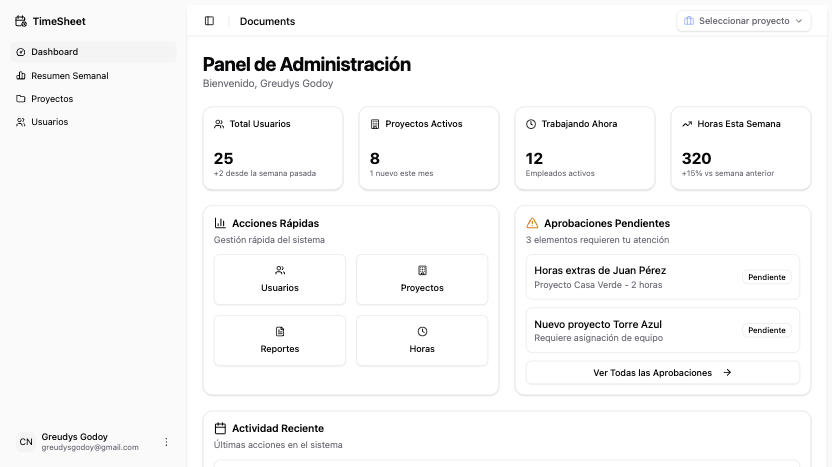 TimeSheet
Dashboard
Resumen Semanal
Proyectos
Usuarios
CN
Greudys Godoy
greudysgodoy@gmail.com
Documents
Seleccionar proyecto
Panel de Administración
Bienvenido, Greudys Godoy
Total Usuarios
25
+2 desde la semana pasada
Proyectos Activos
8
1 nuevo este mes
Trabajando Ahora
12
Empleados activos
Horas Esta Semana
320
+15% vs semana anterior
Acciones Rápidas
Gestión rápida del sistema
Usuarios
Proyectos
Reportes
Horas
Aprobaciones Pendientes
3 elementos requieren tu atención
Horas extras de Juan Pérez
Proyecto Casa Verde - 2 horas
Pendiente
Nuevo proyecto Torre Azul
Requiere asignación de equipo
Pendiente
Ver Todas las Aprobaciones
Actividad Reciente
Últimas acciones en el sistema